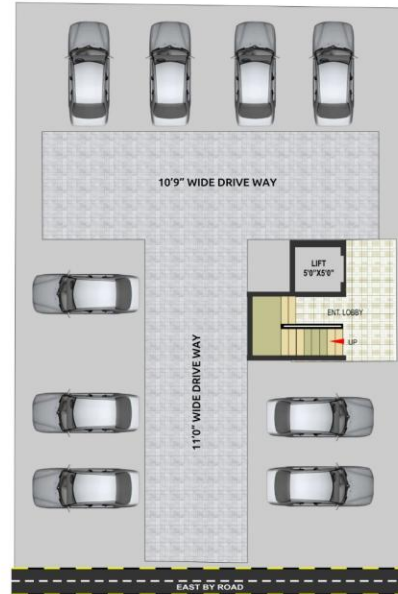 10'9" WIDE DRIVE WAY
LIFT
5'0"X5'0"
ENT. LOBBY
UP
11'0" WIDE DRIVE WAY
EAST BY ROAD